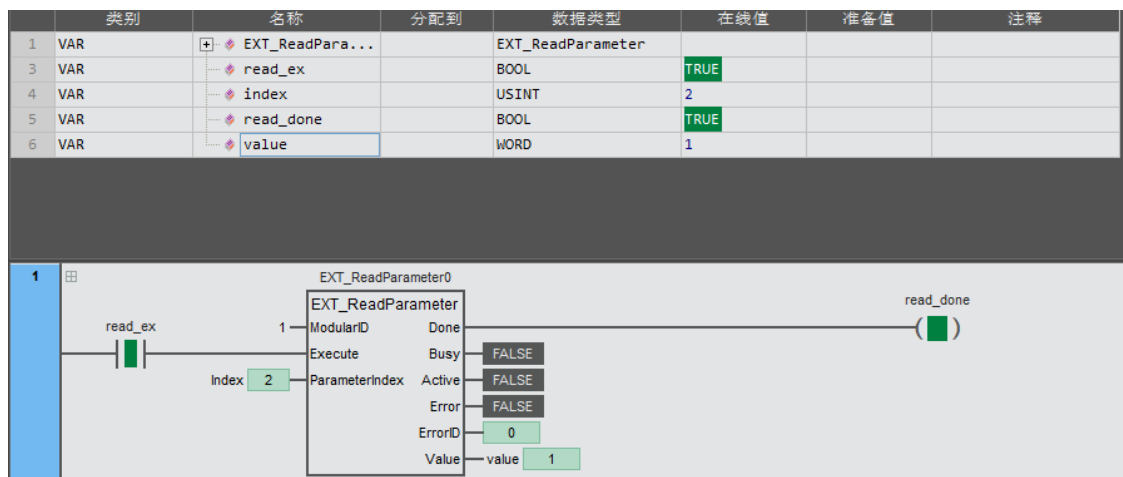 类别 名称 分配到 数据类型 在线值 准备值 注释
1 VAR EXT_ReadPara... EXT_ReadParameter
3 VAR read_ex BOOL TRUE
4 VAR index USINT 2
5 VAR read_done BOOL TRUE
6 VAR value WORD 1
1
EXT_ReadParameter0
EXT_ReadParameter
read_done
read_ex 1 ModularID Done
Execute Busy FALSE
Index 2 ParameterIndex Active FALSE
Error FALSE
ErrorID 0
Value value 1